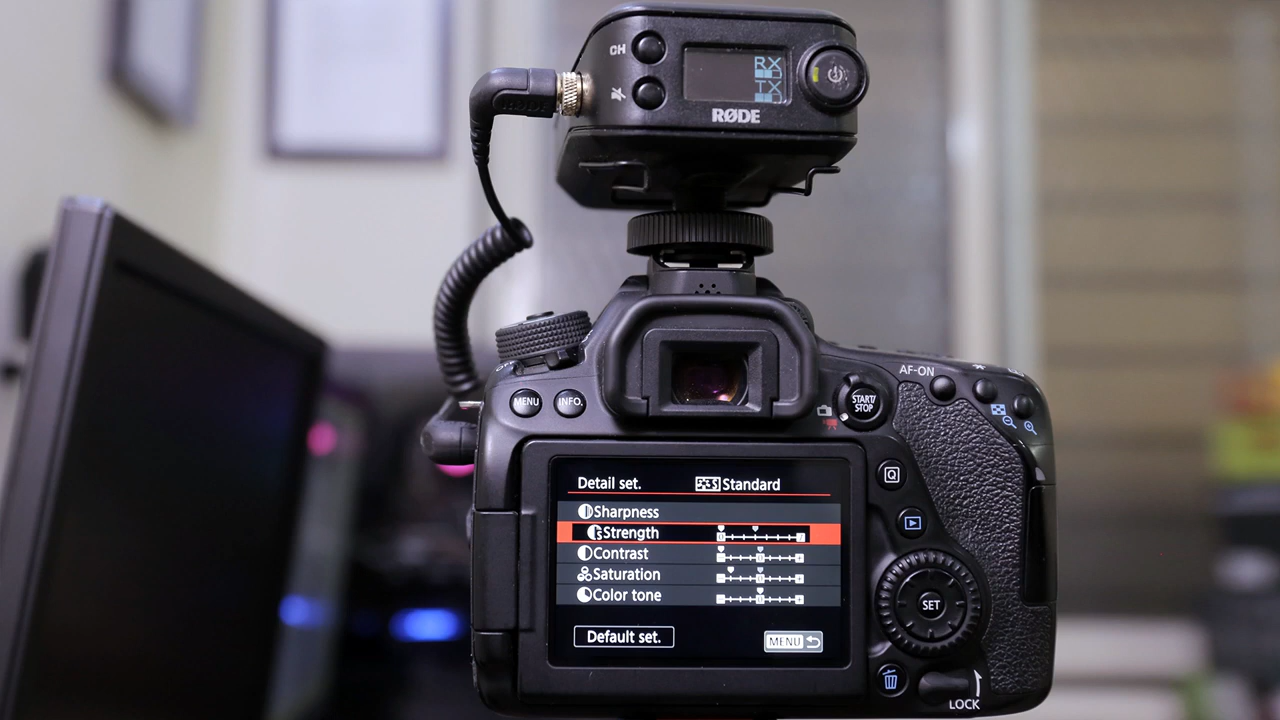 CH
RX
TX
RØDE
RØDE
AF-ON
MENU
INFO.
START/
STOP
Q
Detail set.
Standard
Sharpness
Strength
Contrast
Saturation
Color tone
SET
Default set.
MENU
LOCK